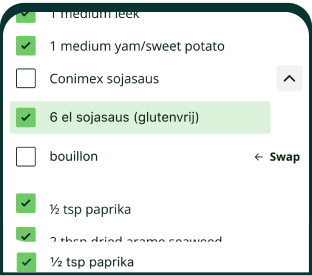 1 medium leek
1 medium yam/sweet potato
Conimex sojasaus
6 el sojasaus (glutenvrij)
bouillon ← Swap
½ tsp paprika
2 tbsp dried arame seaweed
½ tsp paprika